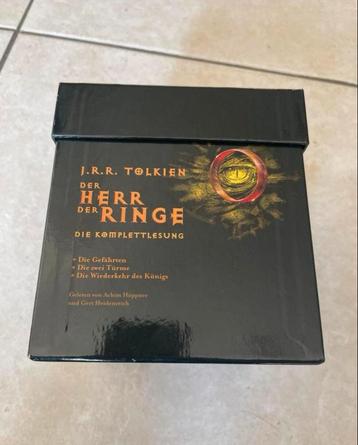 J.R.R. TOLKIEN
DER
HERR
DER
RINGE
DIE KOMPLETTLESUNG
• Die Gefährten
• Die zwei Türme
• Die Wiederkehr des Königs
Gelesen von Achim Höppner
und Gert Heidenreich